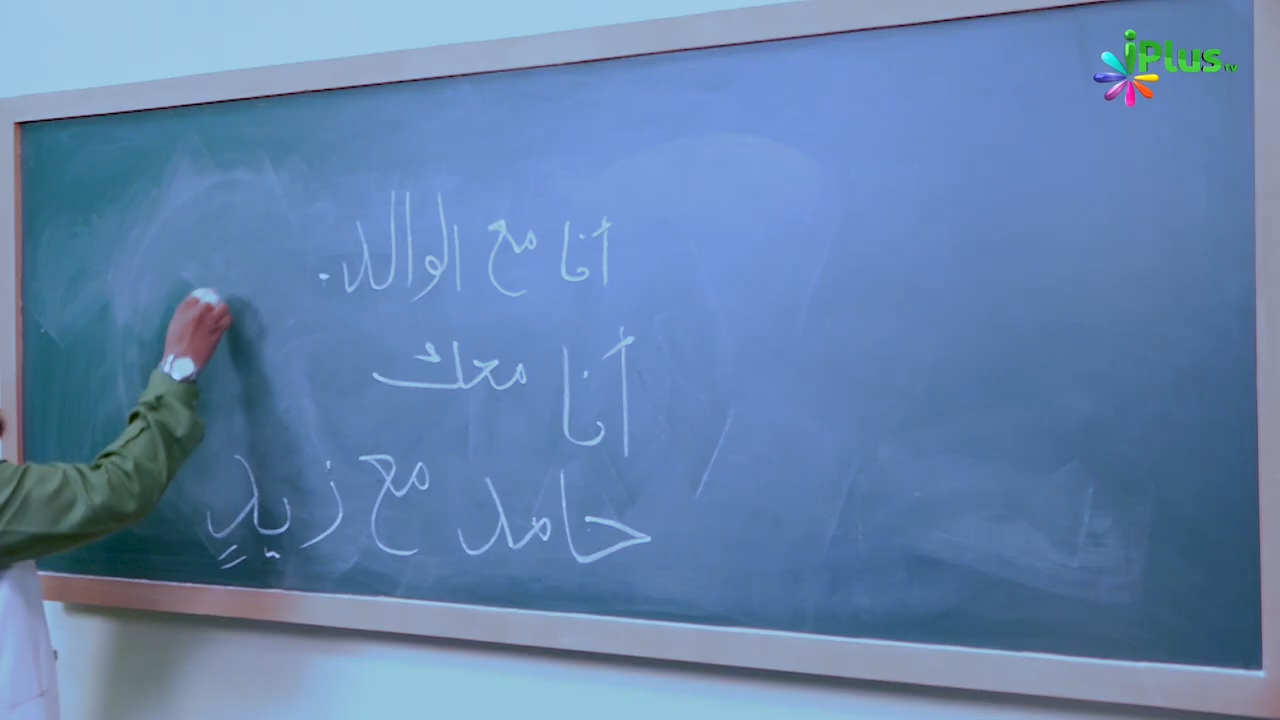 iPlus tv
أنا مع الوالد.
أنا معك
حامد مع زيدٍ